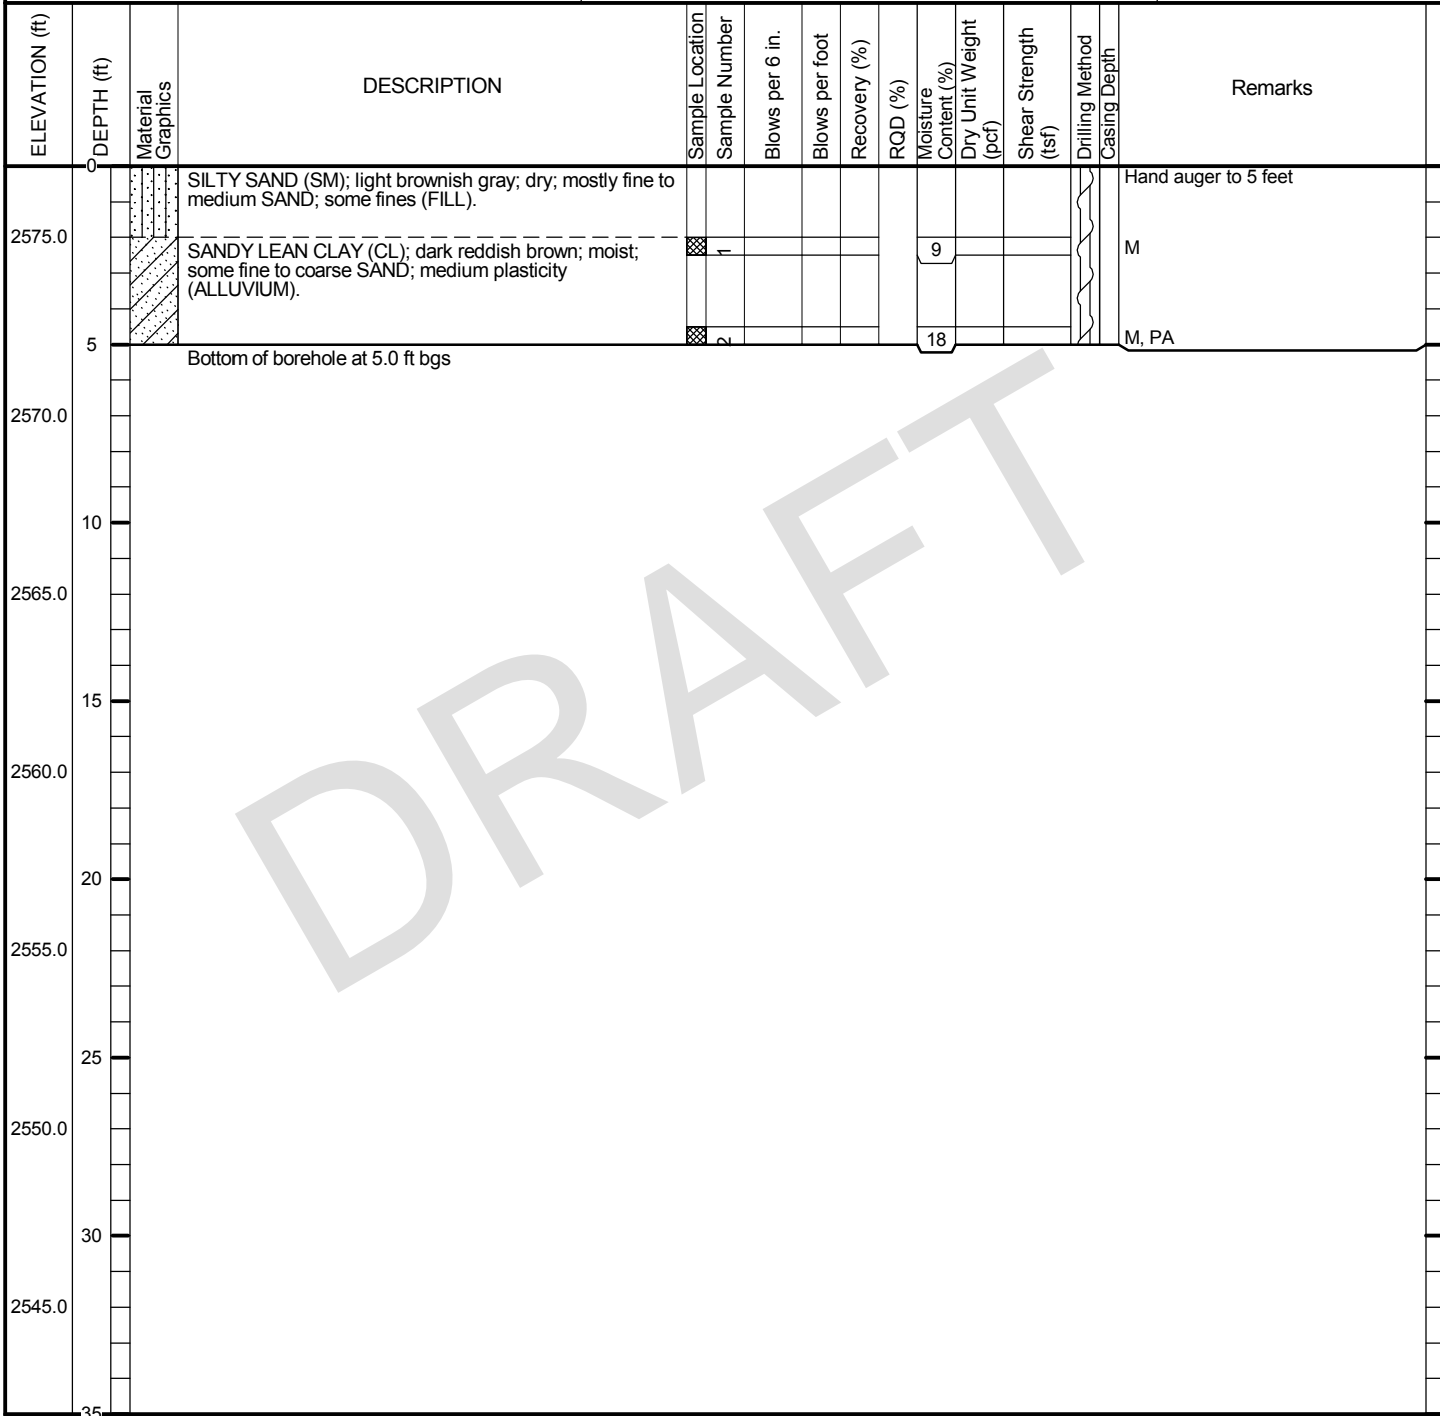 ELEVATION (ft)
DEPTH (ft)
Material
Graphics
DESCRIPTION
Sample Location
Sample Number
Blows per 6 in.
Blows per foot
Recovery (%)
RQD (%)
Moisture
Content (%)
Dry Unit Weight
(pcf)
Shear Strength
(tsf)
Drilling Method
Casing Depth
Remarks
0
SILTY SAND (SM); light brownish gray; dry; mostly fine to
medium SAND; some fines (FILL).
Hand auger to 5 feet
2575.0
SANDY LEAN CLAY (CL); dark reddish brown; moist;
some fine to coarse SAND; medium plasticity
(ALLUVIUM).
1
9
M
2
18
M, PA
5
Bottom of borehole at 5.0 ft bgs
2570.0
10
2565.0
15
2560.0
20
2555.0
25
2550.0
30
2545.0
35
DRAFT